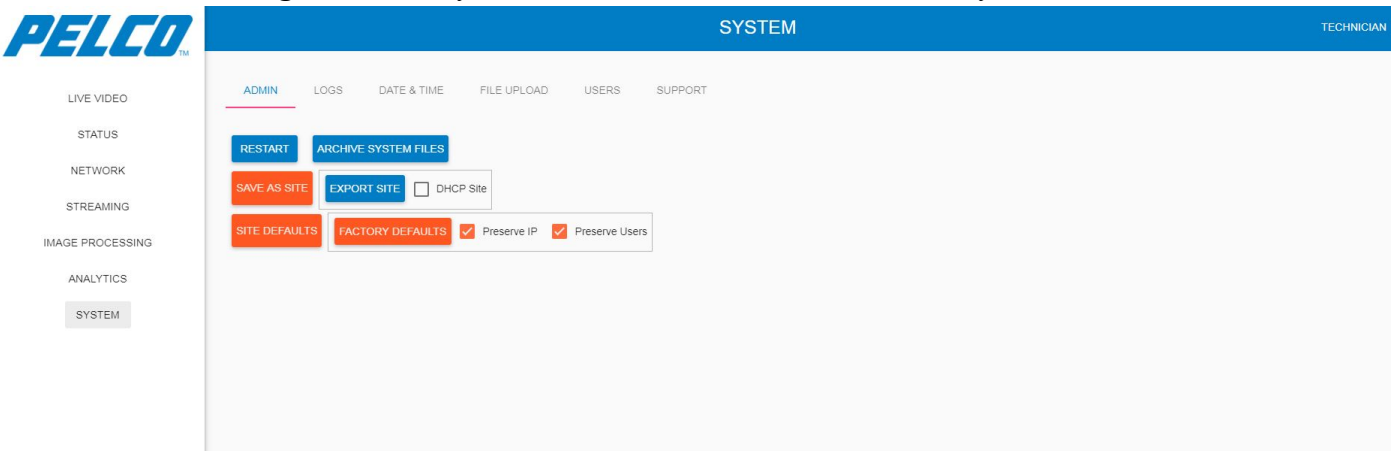 PELCO™
SYSTEM
TECHNICIAN
LIVE VIDEO
STATUS
NETWORK
STREAMING
IMAGE PROCESSING
ANALYTICS
SYSTEM
ADMIN LOGS DATE & TIME FILE UPLOAD USERS SUPPORT
RESTART ARCHIVE SYSTEM FILES
SAVE AS SITE EXPORT SITE DHCP Site
SITE DEFAULTS FACTORY DEFAULTS Preserve IP Preserve Users